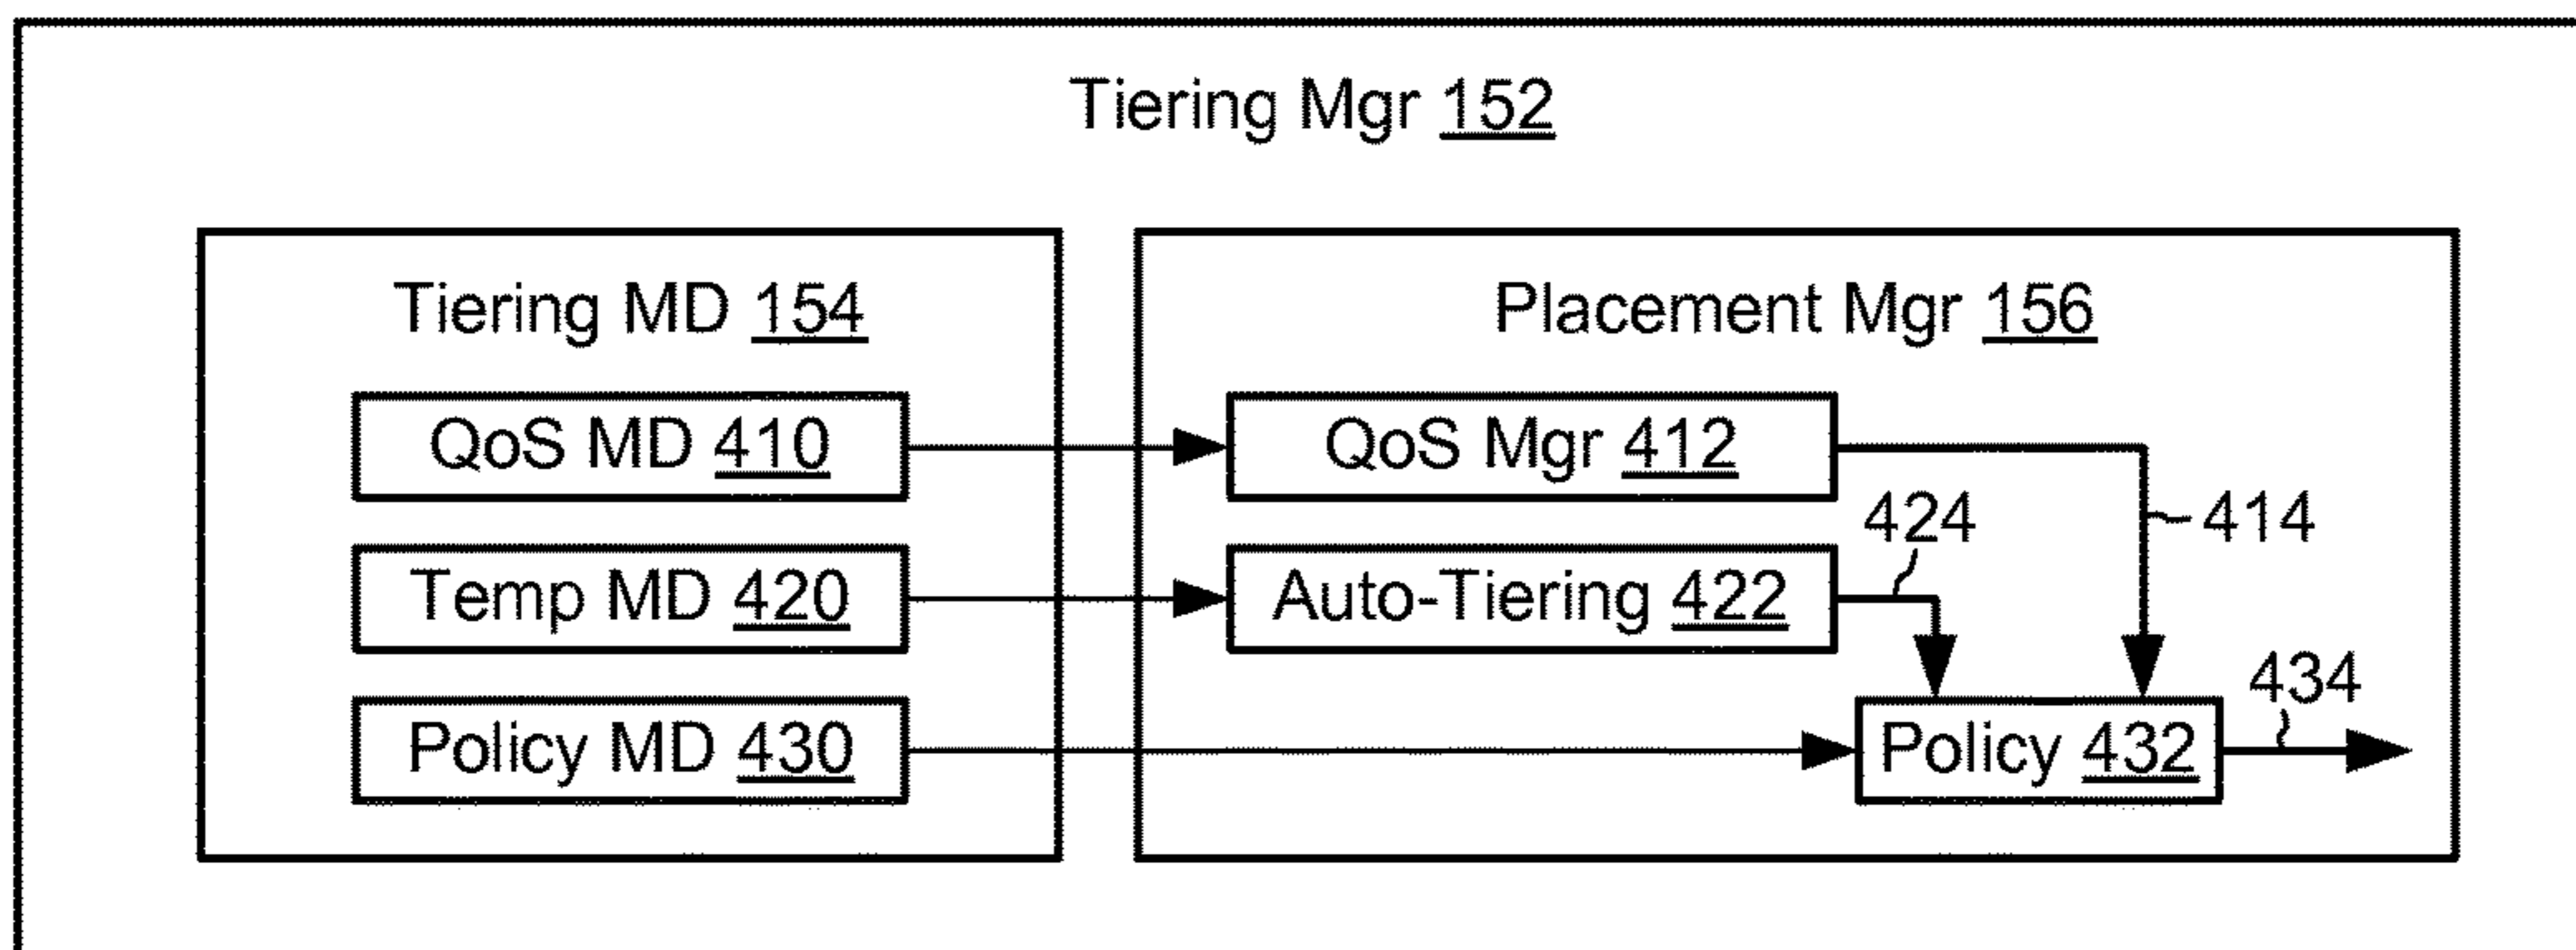 Tiering Mgr 152
Tiering MD 154
Placement Mgr 156
QoS MD 410
QoS Mgr 412
424
414
Temp MD 420
Auto-Tiering 422
434
Policy MD 430
Policy 432